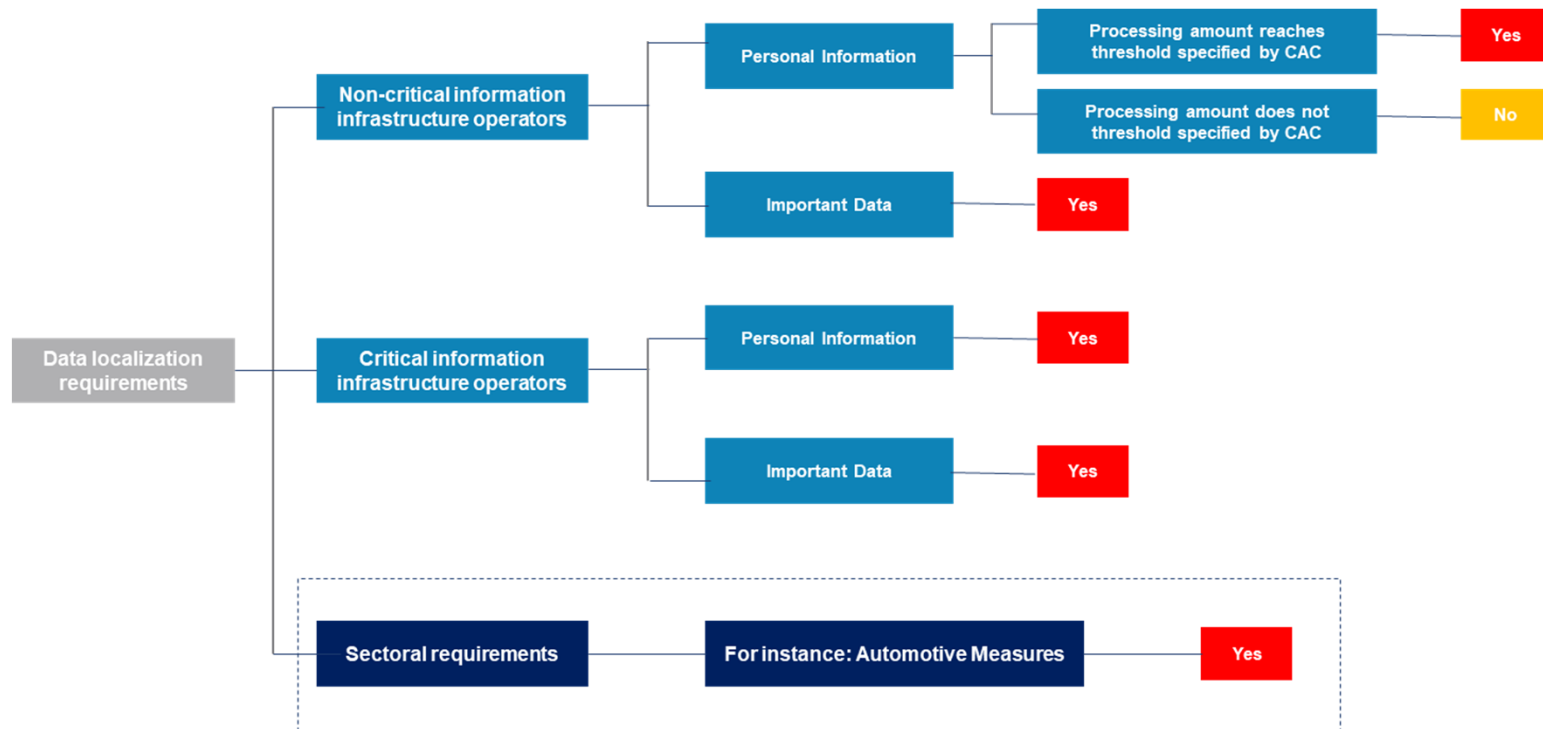 Data localization
requirements
Non-critical information
infrastructure operators
Personal Information
Processing amount reaches
threshold specified by CAC
Yes
Processing amount does not
threshold specified by CAC
No
Important Data
Yes
Critical information
infrastructure operators
Personal Information
Yes
Important Data
Yes
Sectoral requirements
For instance: Automotive Measures
Yes